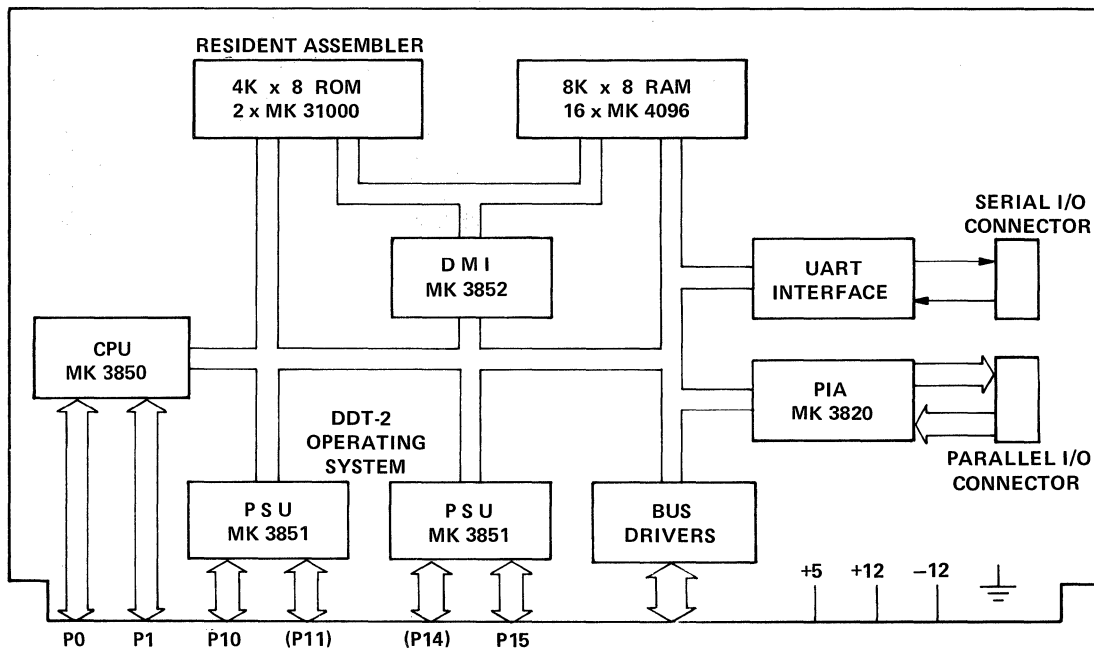 RESIDENT ASSEMBLER
4K x 8 ROM
2 x MK 31000
8K x 8 RAM
16 x MK 4096
SERIAL I/O
CONNECTOR
D M I
MK 3852
UART
INTERFACE
CPU
MK 3850
PIA
MK 3820
DDT-2
OPERATING
SYSTEM
PARALLEL I/O
CONNECTOR
P S U
MK 3851
P S U
MK 3851
BUS
DRIVERS
+5
+12
−12
P0
P1
P10
(P11)
(P14)
P15